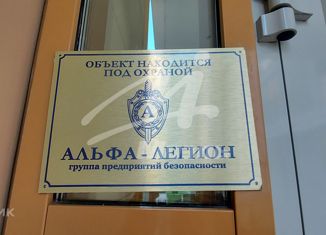 ОБЪЕКТ НАХОДИТСЯ
ПОД ОХРАНОЙ
А
АЛЬФА - ЛЕГИОН
группа предприятий безопасности